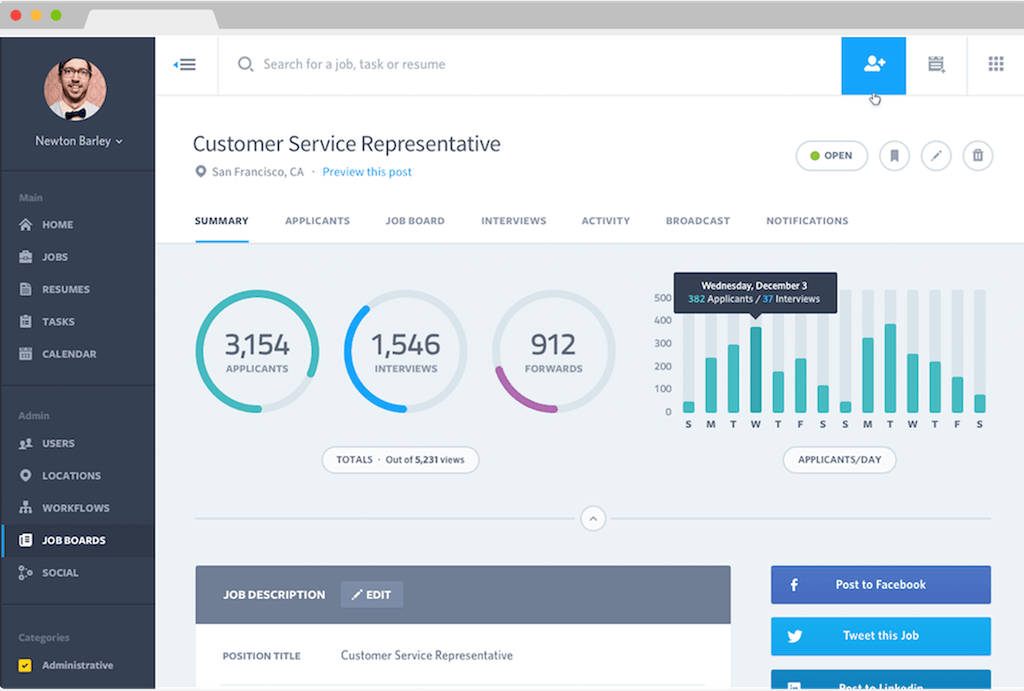 Search for a job, task or resume
Newton Barley
Customer Service Representative
San Francisco, CA · Preview this post
OPEN
SUMMARY APPLICANTS JOB BOARD INTERVIEWS ACTIVITY BROADCAST NOTIFICATIONS
Main
HOME
JOBS
RESUMES
TASKS
CALENDAR
Admin
USERS
LOCATIONS
WORKFLOWS
JOB BOARDS
SOCIAL
Categories
Administrative
3,154
APPLICANTS
1,546
INTERVIEWS
912
FORWARDS
TOTALS · Out of 5,231 views
Wednesday, December 3
382 Applicants / 37 Interviews
500
400
300
200
100
0
S M T W T F S S M T W T F S
APPLICANTS/DAY
JOB DESCRIPTION EDIT
POSITION TITLE Customer Service Representative
Post to Facebook
Tweet this Job
Post to Linkedin